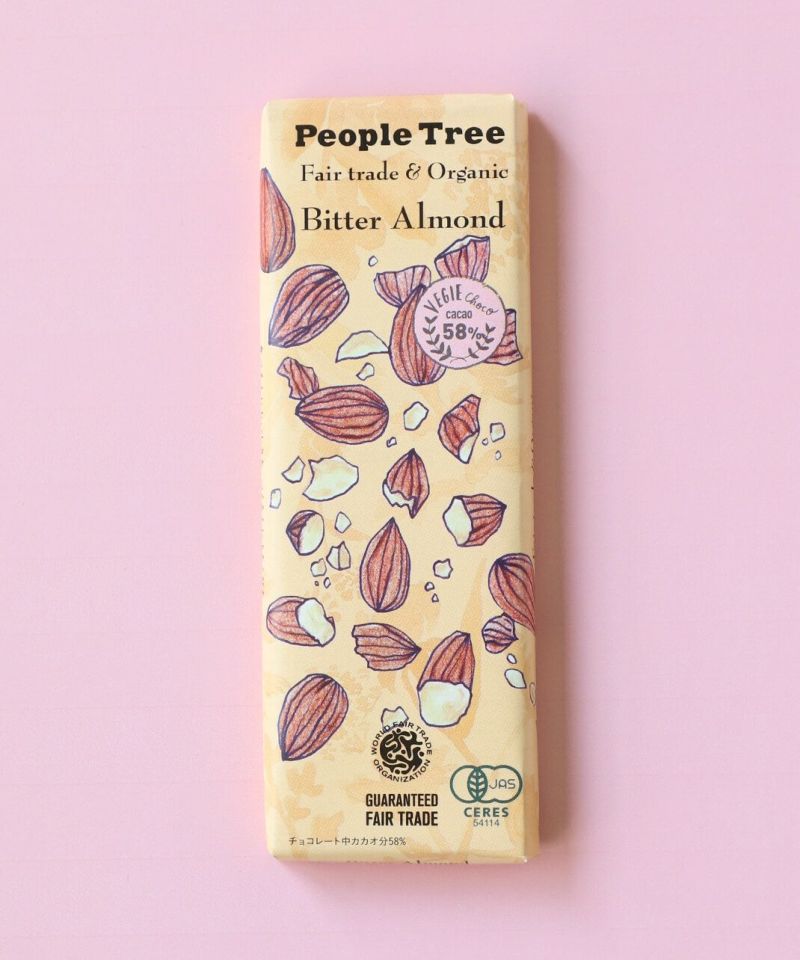 People Tree
Fair trade & Organic
Bitter Almond
VEGIE Choco
cacao
58%
WORLD FAIR TRADE
ORGANIZATION
GUARANTEED
FAIR TRADE
JAS
CERES
54114
チョコレート中カカオ分58%